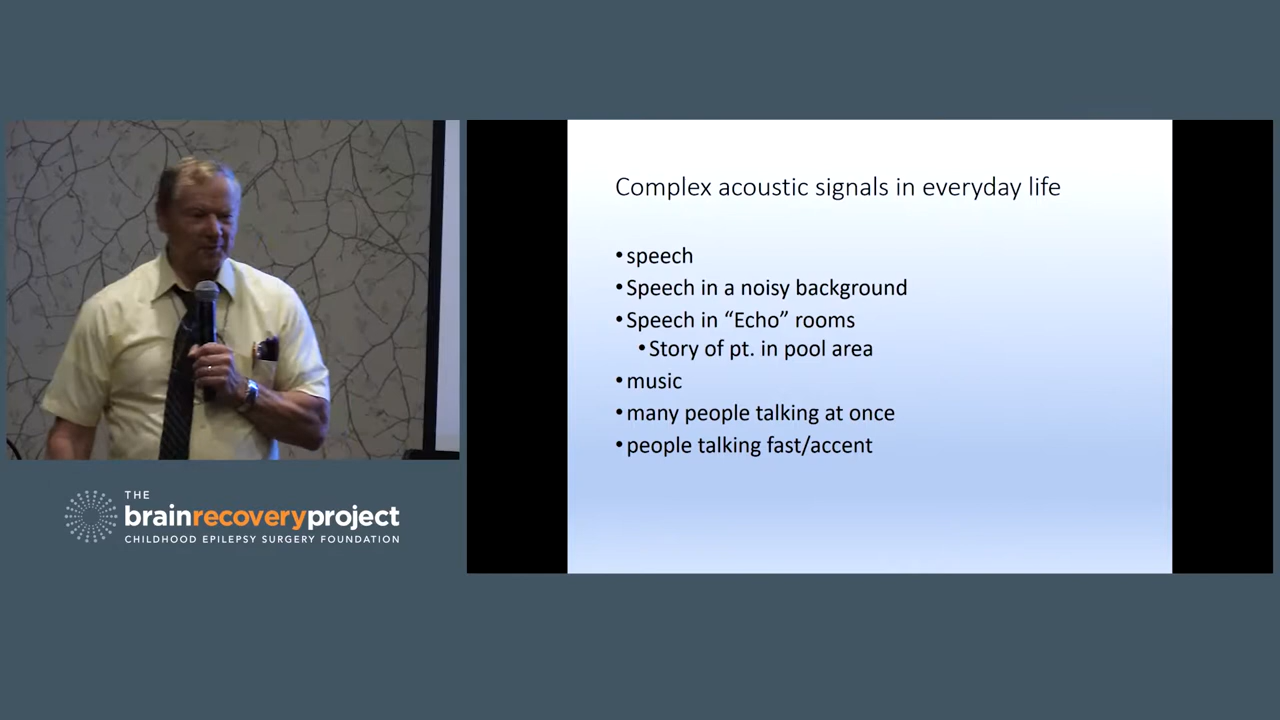 Complex acoustic signals in everyday life
•speech
•Speech in a noisy background
•Speech in “Echo” rooms
•Story of pt. in pool area
•music
•many people talking at once
•people talking fast/accent
THE
brainrecoveryproject
CHILDHOOD EPILEPSY SURGERY FOUNDATION